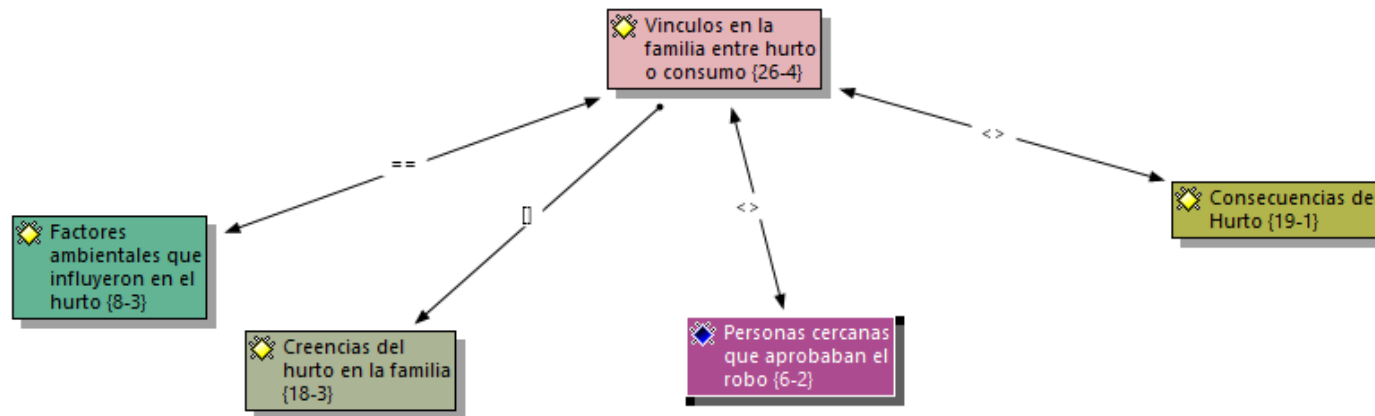 Vinculos en la
familia entre hurto
o consumo {26-4}
<>
==
Consecuencias de
Hurto {19-1}
[]
<>
Factores
ambientales que
influyeron en el
hurto {8-3}
Personas cercanas
que aprobaban el
robo {6-2}
Creencias del
hurto en la familia
{18-3}